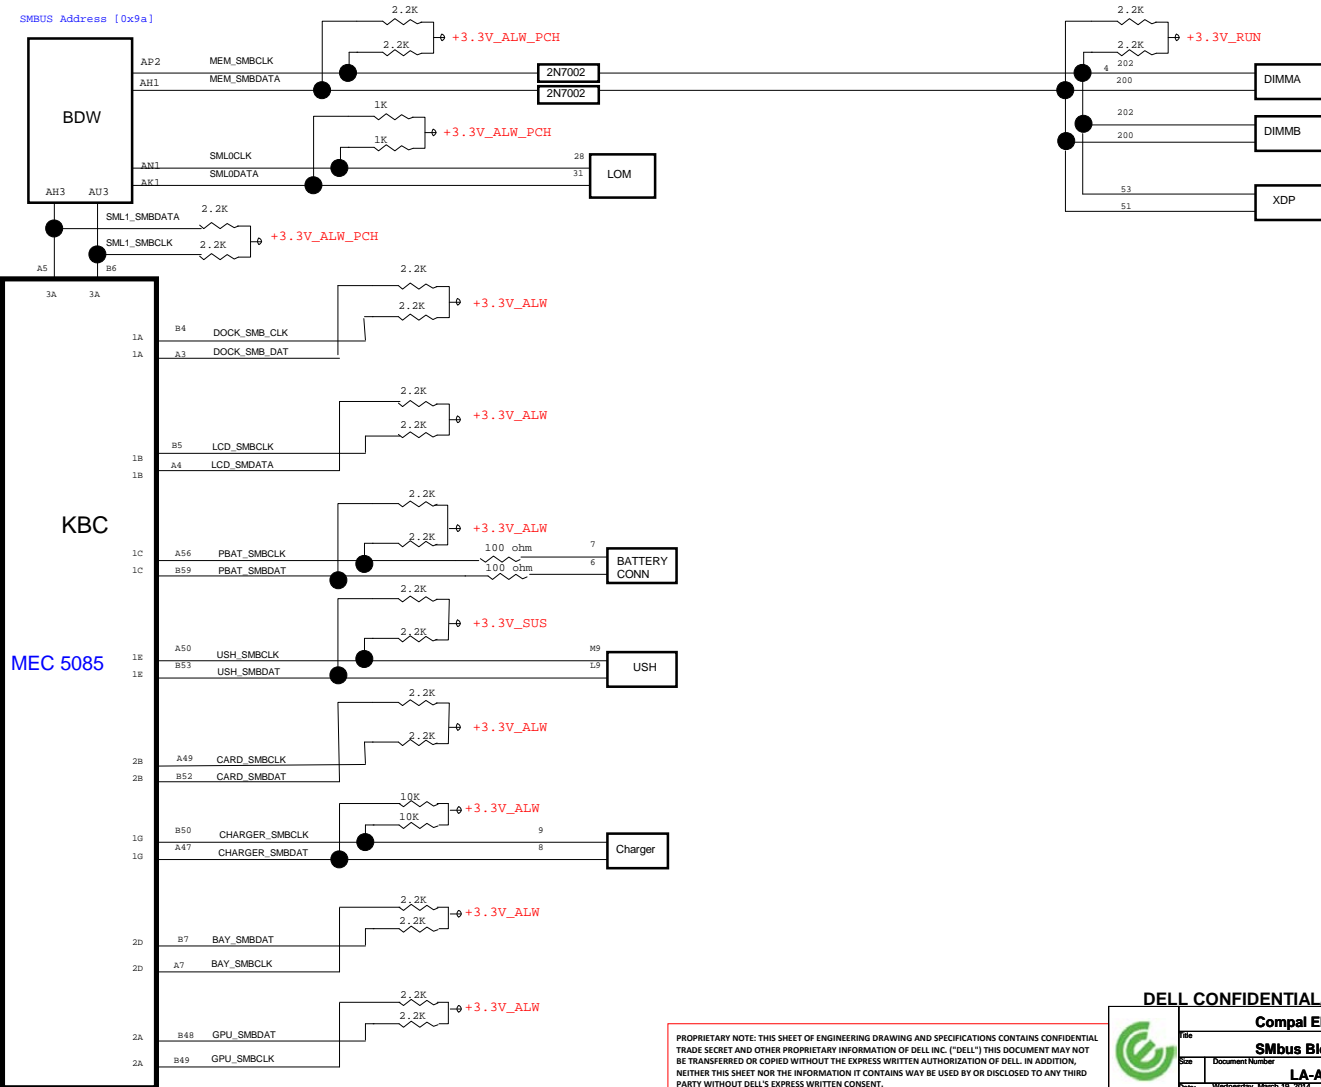 SMBUS Address [0x9a]
2.2K
2.2K
+3.3V_ALW_PCH
2.2K
2.2K
+3.3V_RUN
BDW
AP2 MEM_SMBCLK
AH1 MEM_SMBDATA
2N7002
2N7002
4 202
200
DIMMA
1K
1K
+3.3V_ALW_PCH
202
200
DIMMB
AN1 SML0CLK 28
AK1 SML0DATA 31
LOM
53
51
XDP
AH3 AU3
SML1_SMBDATA 2.2K
SML1_SMBCLK 2.2K
+3.3V_ALW_PCH
A5 B6
3A 3A
2.2K
2.2K
+3.3V_ALW
1A B4 DOCK_SMB_CLK
1A A3 DOCK_SMB_DAT
2.2K
2.2K
+3.3V_ALW
1B B5 LCD_SMBCLK
1B A4 LCD_SMDATA
KBC
2.2K
2.2K
+3.3V_ALW
1C A56 PBAT_SMBCLK 100 ohm 7
1C B59 PBAT_SMBDAT 100 ohm 6
BATTERY
CONN
2.2K
2.2K
+3.3V_SUS
MEC 5085
1E A50 USH_SMBCLK M9
1E B53 USH_SMBDAT L9
USH
2.2K
2.2K
+3.3V_ALW
2B A49 CARD_SMBCLK
2B B52 CARD_SMBDAT
10K
10K
+3.3V_ALW
1G B50 CHARGER_SMBCLK 9
1G A47 CHARGER_SMBDAT 8
Charger
2.2K
2.2K
+3.3V_ALW
2D B7 BAY_SMBDAT
2D A7 BAY_SMBCLK
2.2K
2.2K
+3.3V_ALW
2A B48 GPU_SMBDAT
2A B49 GPU_SMBCLK
PROPRIETARY NOTE: THIS SHEET OF ENGINEERING DRAWING AND SPECIFICATIONS CONTAINS CONFIDENTIAL
TRADE SECRET AND OTHER PROPRIETARY INFORMATION OF DELL INC. ("DELL") THIS DOCUMENT MAY NOT
BE TRANSFERRED OR COPIED WITHOUT THE EXPRESS WRITTEN AUTHORIZATION OF DELL. IN ADDITION,
NEITHER THIS SHEET NOR THE INFORMATION IT CONTAINS WAY BE USED BY OR DISCLOSED TO ANY THIRD
PARTY WITHOUT DELL'S EXPRESS WRITTEN CONSENT.
DELL CONFIDENTIAL
Compal
Title
SMbus
Size Document Number
LA-A
Date: Wednesday, March 19, 2014